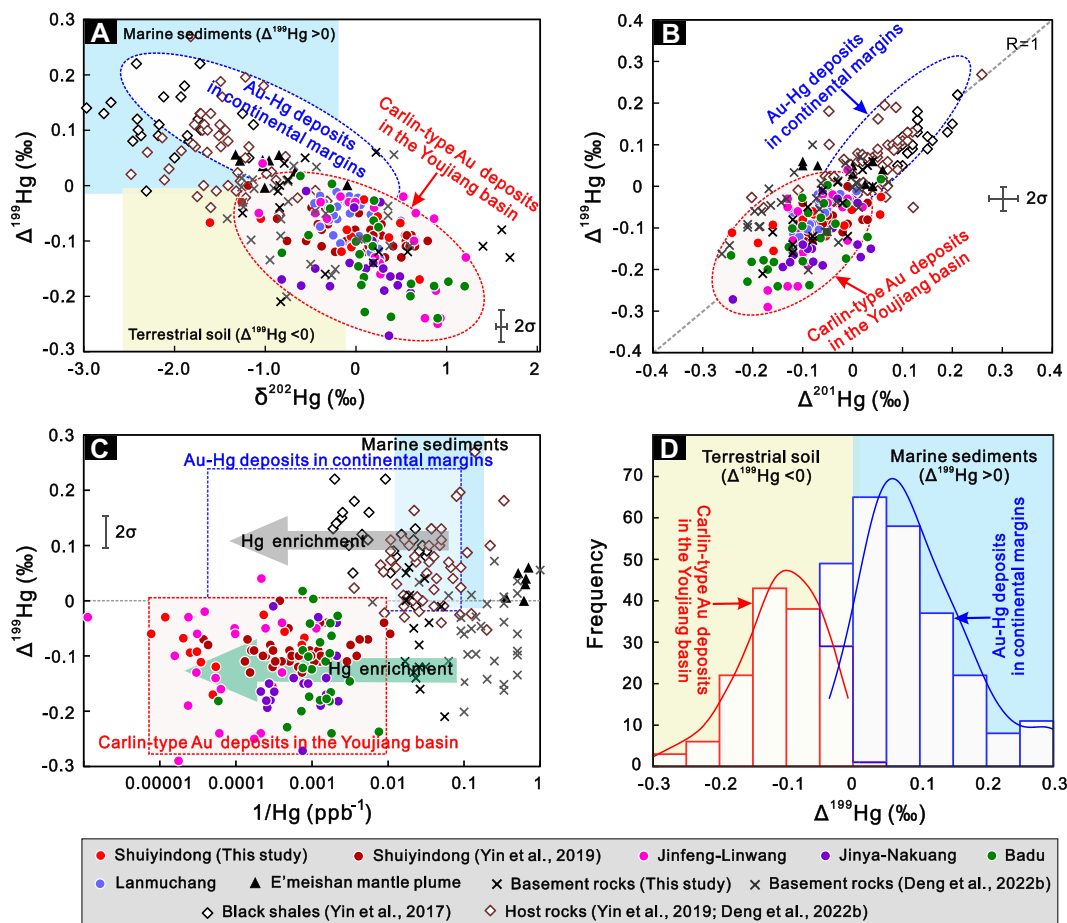 A
Marine sediments (Δ¹⁹⁹Hg >0)
Au-Hg deposits
in continental margins
Carlin-type Au deposits
in the Youjiang basin
Terrestrial soil (Δ¹⁹⁹Hg <0)
2σ
Δ¹⁹⁹Hg (‰)
0.3
0.2
0.1
0
-0.1
-0.2
-0.3
-3.0 -2.0 -1.0 0 1 2
δ²⁰²Hg (‰)
B
R=1
Au-Hg deposits
in continental margins
2σ
Carlin-type Au deposits
in the Youjiang basin
Δ¹⁹⁹Hg (‰)
0.4
0.3
0.2
0.1
0
-0.1
-0.2
-0.3
-0.4
-0.4 -0.3 -0.2 -0.1 0 0.1 0.2 0.3 0.4
Δ²⁰¹Hg (‰)
C
Marine sediments
Au-Hg deposits in continental margins
2σ
Hg enrichment
Hg enrichment
Carlin-type Au deposits in the Youjiang basin
Δ¹⁹⁹Hg (‰)
0.3
0.2
0.1
0
-0.1
-0.2
-0.3
0.00001 0.0001 0.001 0.01 0.1 1
1/Hg (ppb⁻¹)
D
Terrestrial soil
(Δ¹⁹⁹Hg <0)
Marine sediments
(Δ¹⁹⁹Hg >0)
Carlin-type Au deposits
in the Youjiang basin
Au-Hg deposits
in continental margins
Frequency
70
60
50
40
30
20
10
0
-0.3 -0.2 -0.1 0 0.1 0.2 0.3
Δ¹⁹⁹Hg (‰)
Shuiyindong (This study) Shuiyindong (Yin et al., 2019) Jinfeng-Linwang Jinya-Nakuang Badu
Lanmuchang E'meishan mantle plume Basement rocks (This study) Basement rocks (Deng et al., 2022b)
Black shales (Yin et al., 2017) Host rocks (Yin et al., 2019; Deng et al., 2022b)